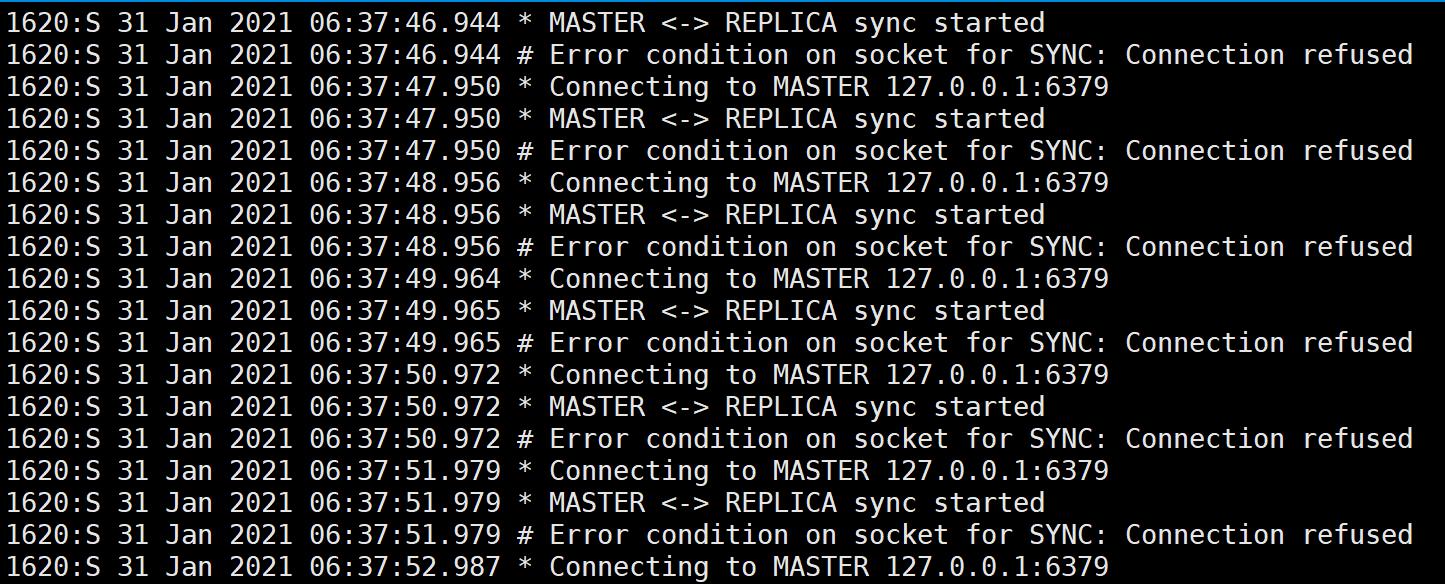 1620:S 31 Jan 2021 06:37:46.944 * MASTER <-> REPLICA sync started
1620:S 31 Jan 2021 06:37:46.944 # Error condition on socket for SYNC: Connection refused
1620:S 31 Jan 2021 06:37:47.950 * Connecting to MASTER 127.0.0.1:6379
1620:S 31 Jan 2021 06:37:47.950 * MASTER <-> REPLICA sync started
1620:S 31 Jan 2021 06:37:47.950 # Error condition on socket for SYNC: Connection refused
1620:S 31 Jan 2021 06:37:48.956 * Connecting to MASTER 127.0.0.1:6379
1620:S 31 Jan 2021 06:37:48.956 * MASTER <-> REPLICA sync started
1620:S 31 Jan 2021 06:37:48.956 # Error condition on socket for SYNC: Connection refused
1620:S 31 Jan 2021 06:37:49.964 * Connecting to MASTER 127.0.0.1:6379
1620:S 31 Jan 2021 06:37:49.965 * MASTER <-> REPLICA sync started
1620:S 31 Jan 2021 06:37:49.965 # Error condition on socket for SYNC: Connection refused
1620:S 31 Jan 2021 06:37:50.972 * Connecting to MASTER 127.0.0.1:6379
1620:S 31 Jan 2021 06:37:50.972 * MASTER <-> REPLICA sync started
1620:S 31 Jan 2021 06:37:50.972 # Error condition on socket for SYNC: Connection refused
1620:S 31 Jan 2021 06:37:51.979 * Connecting to MASTER 127.0.0.1:6379
1620:S 31 Jan 2021 06:37:51.979 * MASTER <-> REPLICA sync started
1620:S 31 Jan 2021 06:37:51.979 # Error condition on socket for SYNC: Connection refused
1620:S 31 Jan 2021 06:37:52.987 * Connecting to MASTER 127.0.0.1:6379